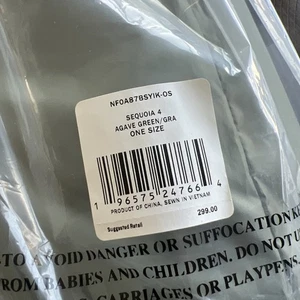 NF0A87BSYIK-OS
SEQUOIA 4
AGAVE GREEN/GRA
ONE SIZE
1 96575 24766 4
PRODUCT OF CHINA, SEWN IN VIETNAM
Suggested Retail 299.00
TO AVOID DANGER OR SUFFOCATION
FROM BABIES AND CHILDREN. DO NOT
CARRIAGES OR PLAYPENS.